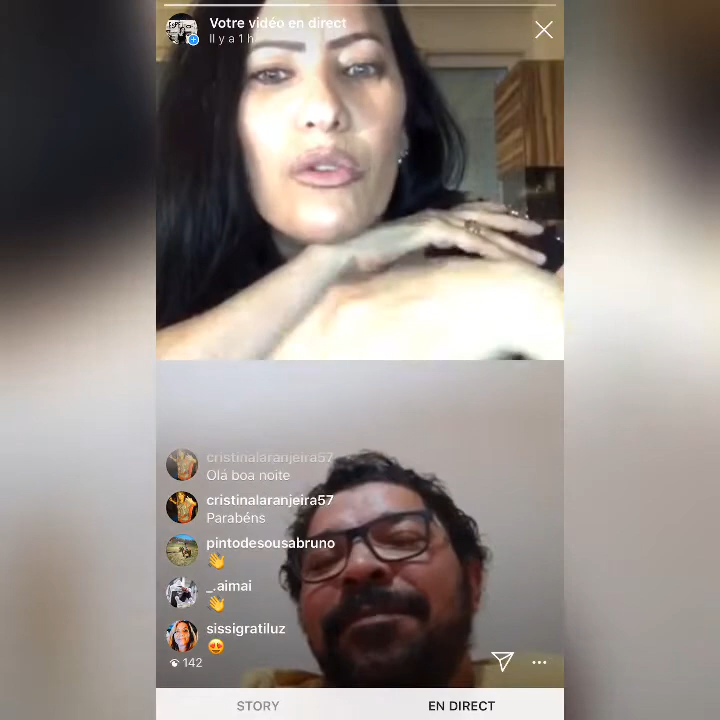 Votre vidéo en direct
Il y a 1 h
cristinalaranjeira57
Olá boa noite
cristinalaranjeira57
Parabéns
pintodesousabruno
👋
_.aimai
👋
sissigratiluz
😍
142
STORY
EN DIRECT